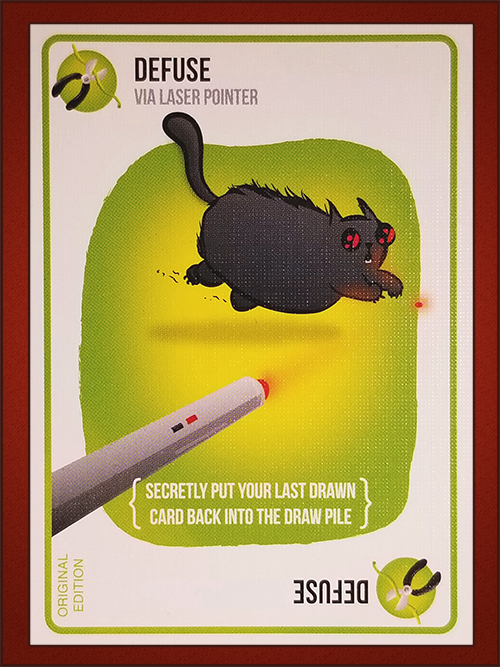 DEFUSE
VIA LASER POINTER
SECRETLY PUT YOUR LAST DRAWN
CARD BACK INTO THE DRAW PILE
ORIGINAL
EDITION
DEFUSE